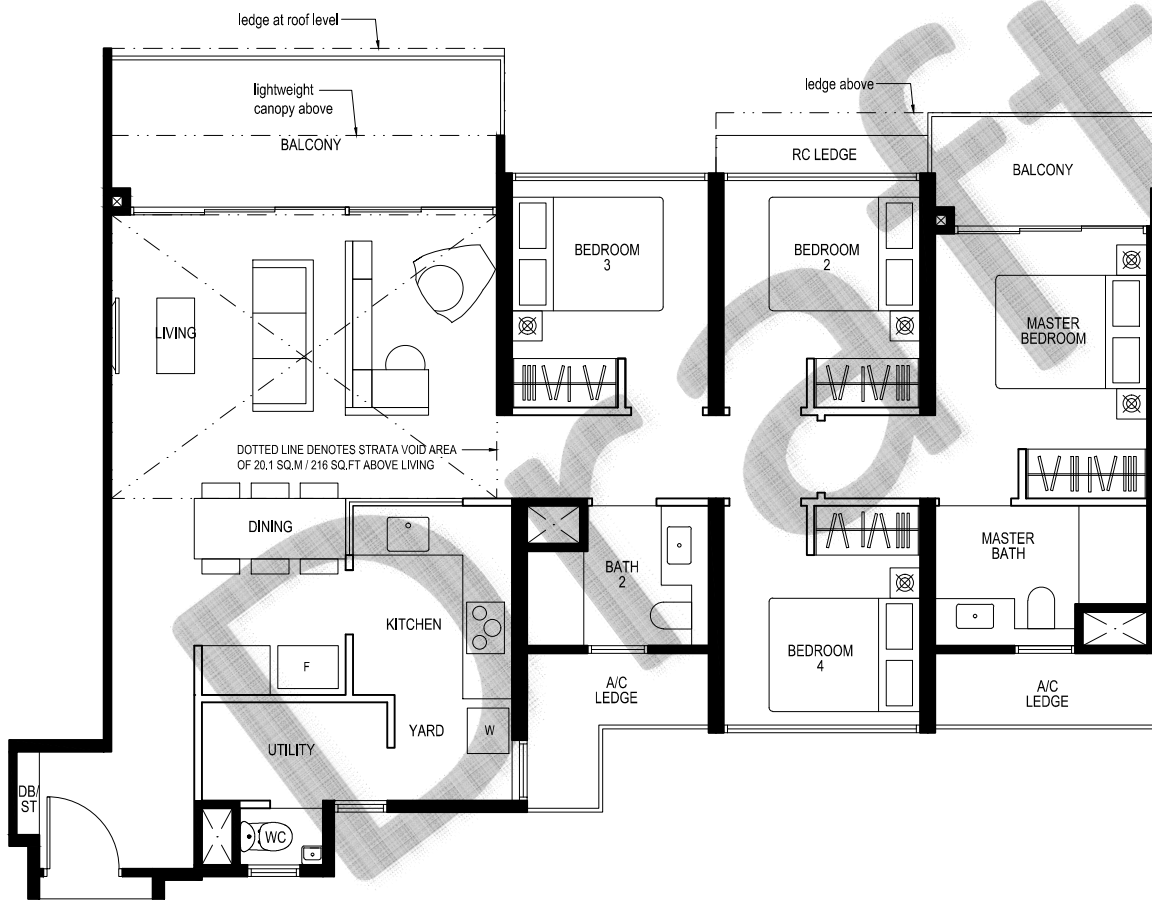 ledge at roof level
lightweight
canopy above
BALCONY
ledge above
RC LEDGE
BALCONY
BEDROOM
3
BEDROOM
2
LIVING
MASTER
BEDROOM
DOTTED LINE DENOTES STRATA VOID AREA
OF 20.1 SQ.M / 216 SQ.FT ABOVE LIVING
DINING
MASTER
BATH
BATH
2
KITCHEN
BEDROOM
4
F
A/C
LEDGE
A/C
LEDGE
YARD
W
UTILITY
DB/
ST
WC
Draft